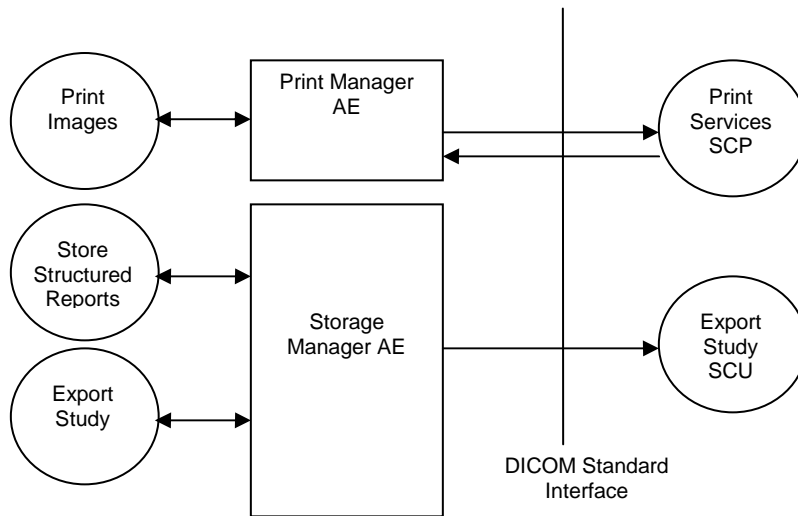 Print
Images
Print Manager
AE
Print
Services
SCP
Store
Structured
Reports
Storage
Manager AE
Export
Study
SCU
Export
Study
DICOM Standard
Interface